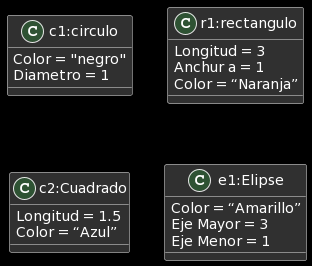 C c1:circulo
Color = "negro"
Diametro = 1
C r1:rectangulo
Longitud = 3
Anchur a = 1
Color = “Naranja”
C c2:Cuadrado
Longitud = 1.5
Color = “Azul”
C e1:Elipse
Color = “Amarillo”
Eje Mayor = 3
Eje Menor = 1